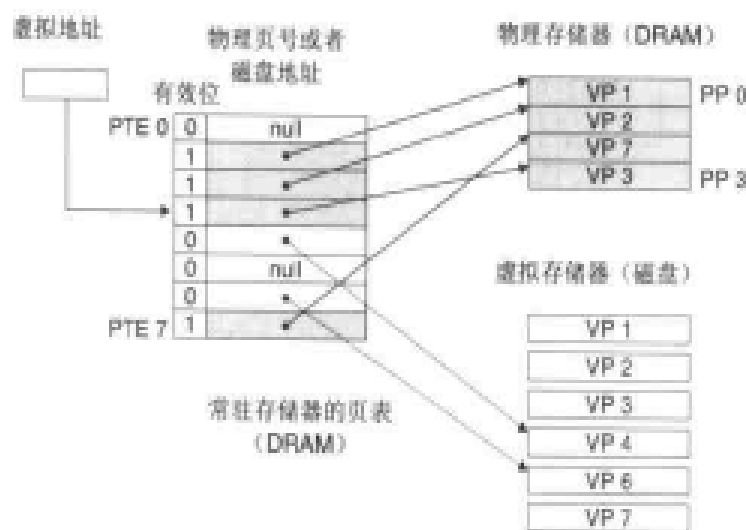 虚拟地址
物理页号或者
磁盘地址
有效位
PTE 0 0 null
1
1
1
0
0 null
0
PTE 7 1
常驻存储器的页表
(DRAM)
物理存储器(DRAM)
VP 1 PP 0
VP 2
VP 7
VP 3 PP 3
虚拟存储器(磁盘)
VP 1
VP 2
VP 3
VP 4
VP 6
VP 7